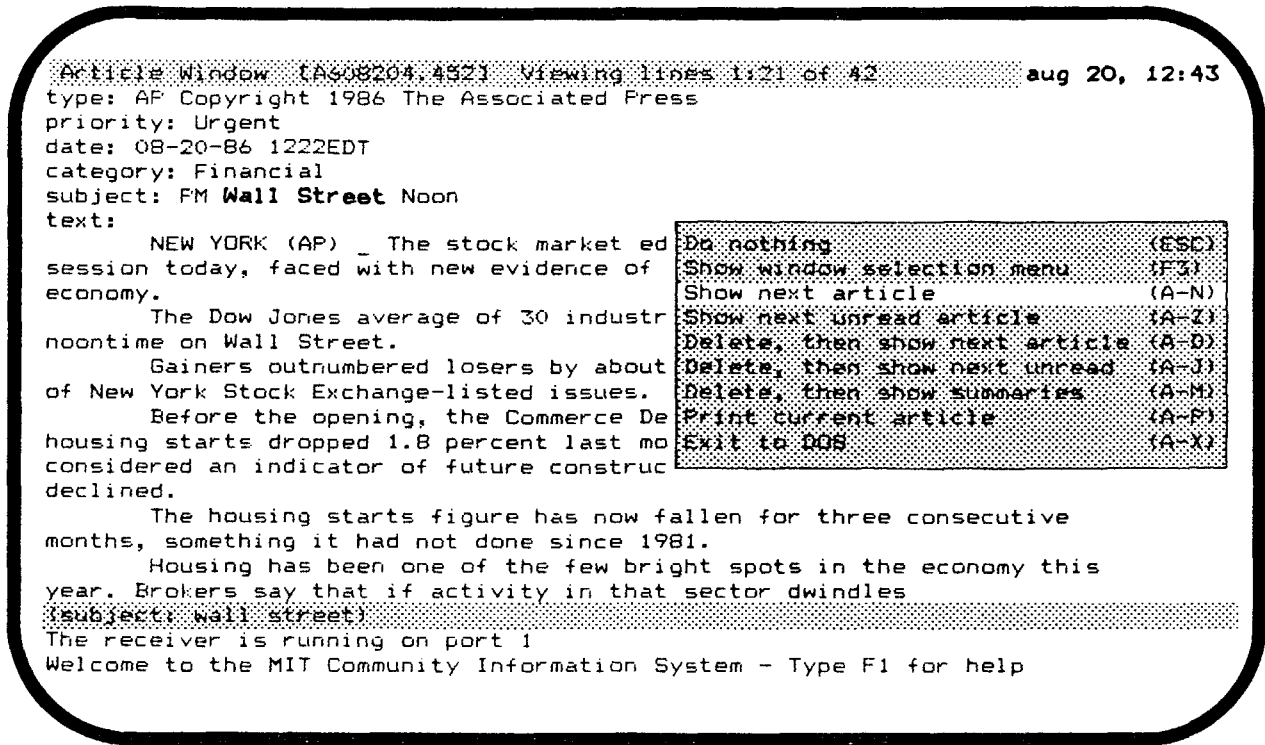 Article Window [AS08204.452] Viewing lines 1:21 of 42 aug 20, 12:43
type: AP Copyright 1986 The Associated Press
priority: Urgent
date: 08-20-86 1222EDT
category: Financial
subject: FM Wall Street Noon
text:
NEW YORK (AP) _ The stock market ed
session today, faced with new evidence of
economy.
The Dow Jones average of 30 industr
noontime on Wall Street.
Gainers outnumbered losers by about
of New York Stock Exchange-listed issues.
Before the opening, the Commerce De
housing starts dropped 1.8 percent last mo
considered an indicator of future construc
declined.
Do nothing (ESC)
Show window selection menu (F3)
Show next article (A-N)
Show next unread article (A-Z)
Delete, then show next article (A-D)
Delete, then show next unread (A-J)
Delete, then show summaries (A-M)
Print current article (A-P)
Exit to DOS (A-X)
The housing starts figure has now fallen for three consecutive
months, something it had not done since 1981.
Housing has been one of the few bright spots in the economy this
year. Brokers say that if activity in that sector dwindles
(subject: wall street)
The receiver is running on port 1
Welcome to the MIT Community Information System - Type F1 for help